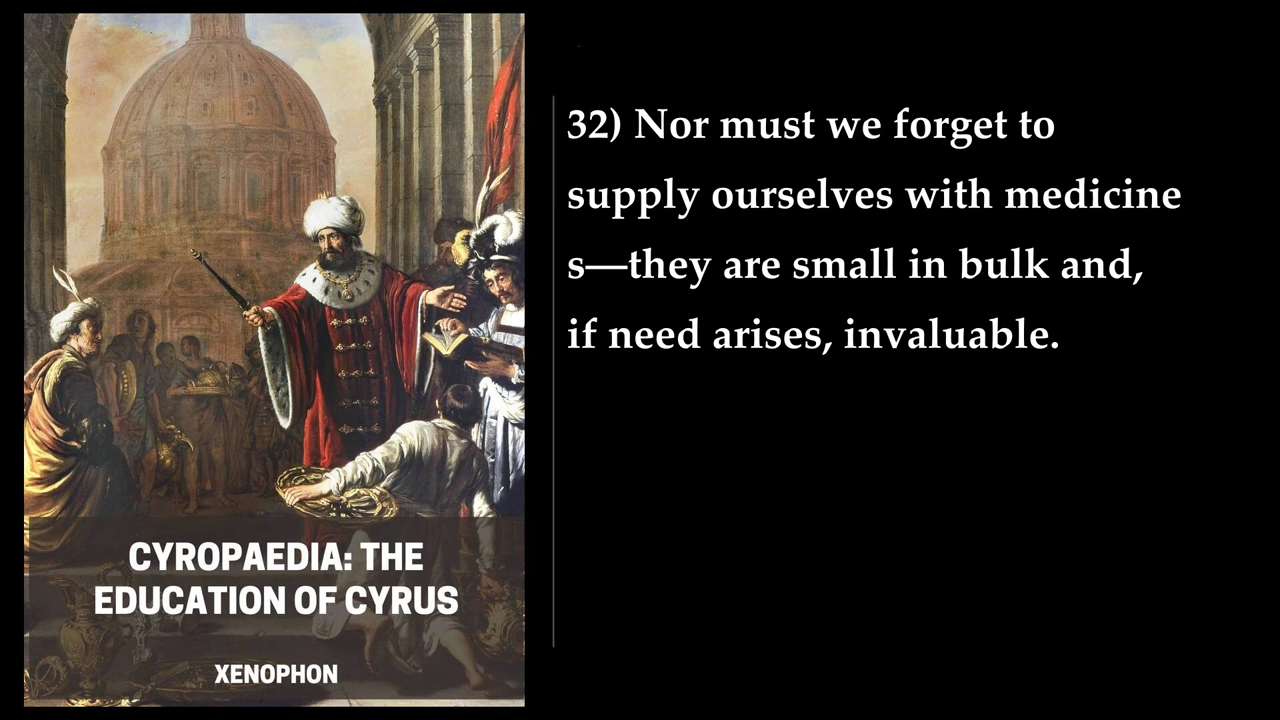 32) Nor must we forget to
supply ourselves with medicine
s—they are small in bulk and,
if need arises, invaluable.
CYROPAEDIA: THE
EDUCATION OF CYRUS
XENOPHON